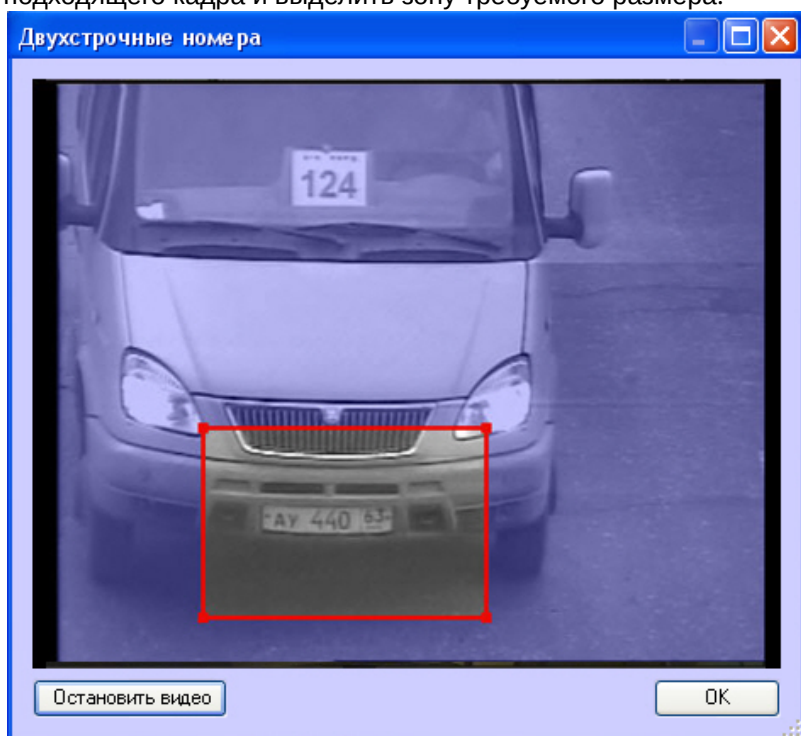 подходящего кадра и выделить зону требуемого размера.
Двухстрочные номера
124
АУ 440 63
Остановить видео
OK